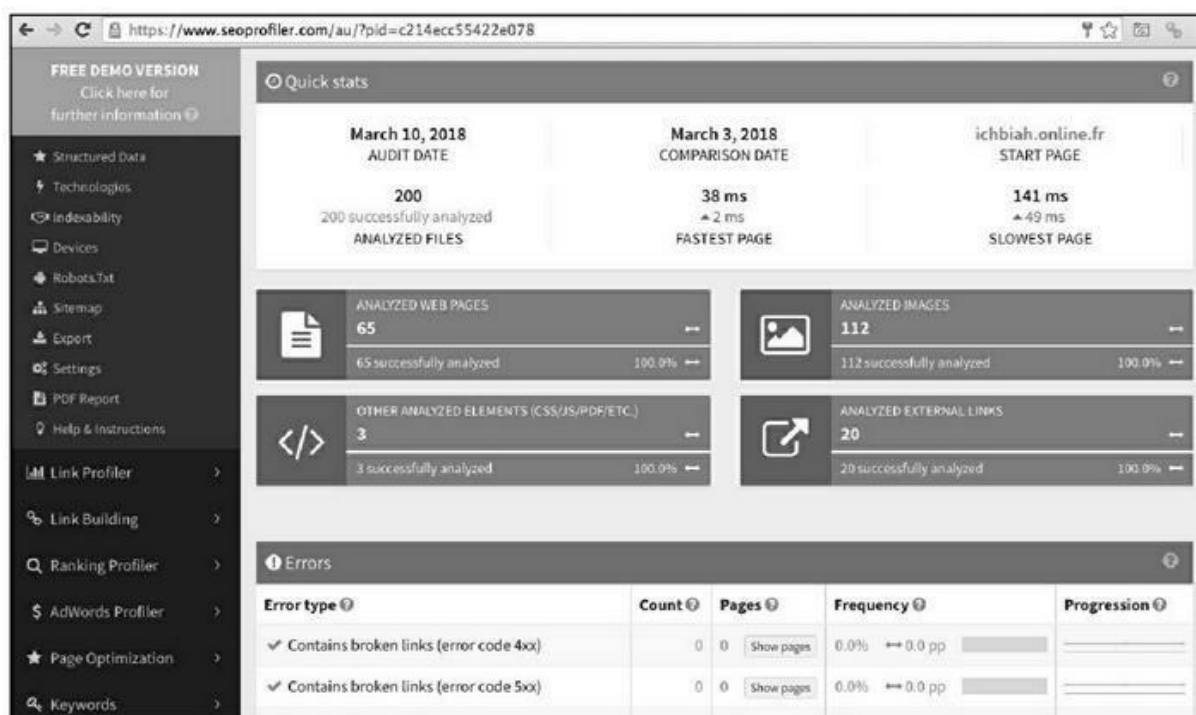 https://www.seoprofiler.com/au/?pid=c214ecc55422e078
FREE DEMO VERSION
Click here for
further information
Structured Data
Technologies
Indexability
Devices
Robots.Txt
Sitemap
Export
Settings
PDF Report
Help & Instructions
Link Profiler
Link Building
Ranking Profiler
AdWords Profiler
Page Optimization
Keywords
Quick stats
March 10, 2018
AUDIT DATE
March 3, 2018
COMPARISON DATE
ichbiah.online.fr
START PAGE
200
200 successfully analyzed
ANALYZED FILES
38 ms
2 ms
FASTEST PAGE
141 ms
49 ms
SLOWEST PAGE
ANALYZED WEB PAGES
65
65 successfully analyzed 100.0%
ANALYZED IMAGES
112
112 successfully analyzed 100.0%
OTHER ANALYZED ELEMENTS (CSS/JS/PDF/ETC.)
3
3 successfully analyzed 100.0%
ANALYZED EXTERNAL LINKS
20
20 successfully analyzed 100.0%
Errors
Error type Count Pages Frequency Progression
Contains broken links (error code 4xx) 0 0 Show pages 0.0% 0.0 pp
Contains broken links (error code 5xx) 0 0 Show pages 0.0% 0.0 pp